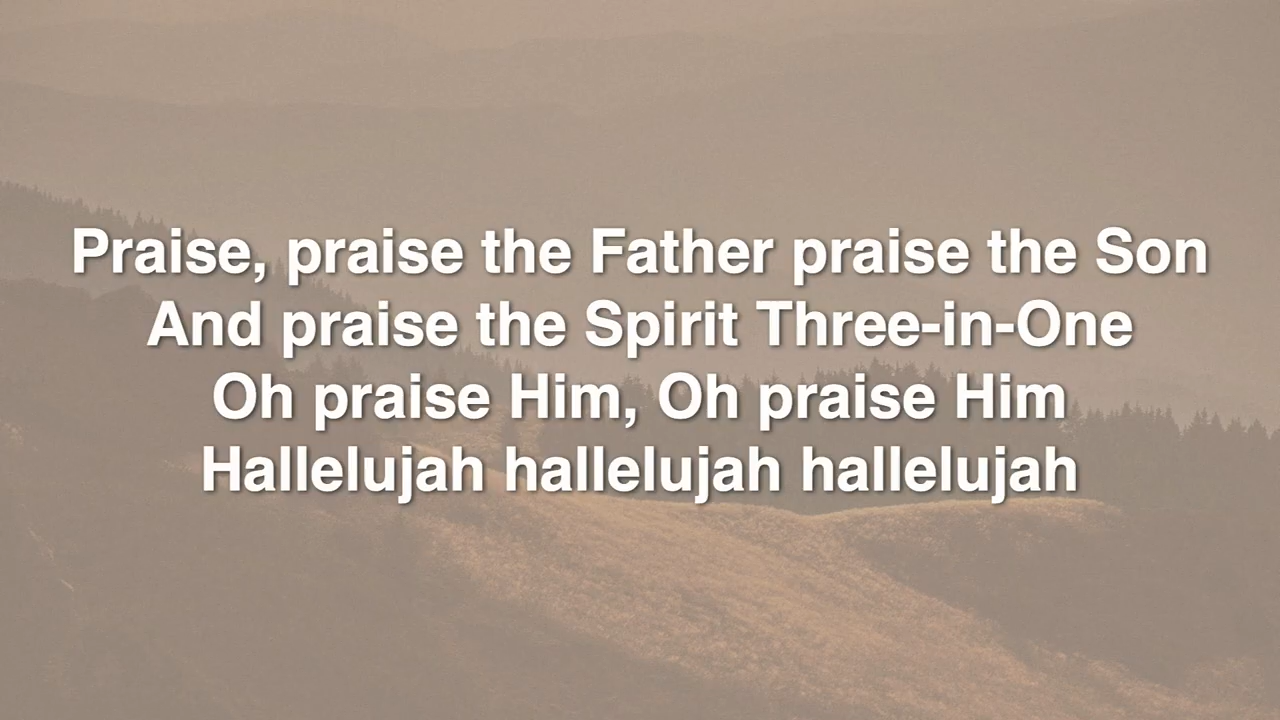 Praise, praise the Father praise the Son
And praise the Spirit Three-in-One
Oh praise Him, Oh praise Him
Hallelujah hallelujah hallelujah